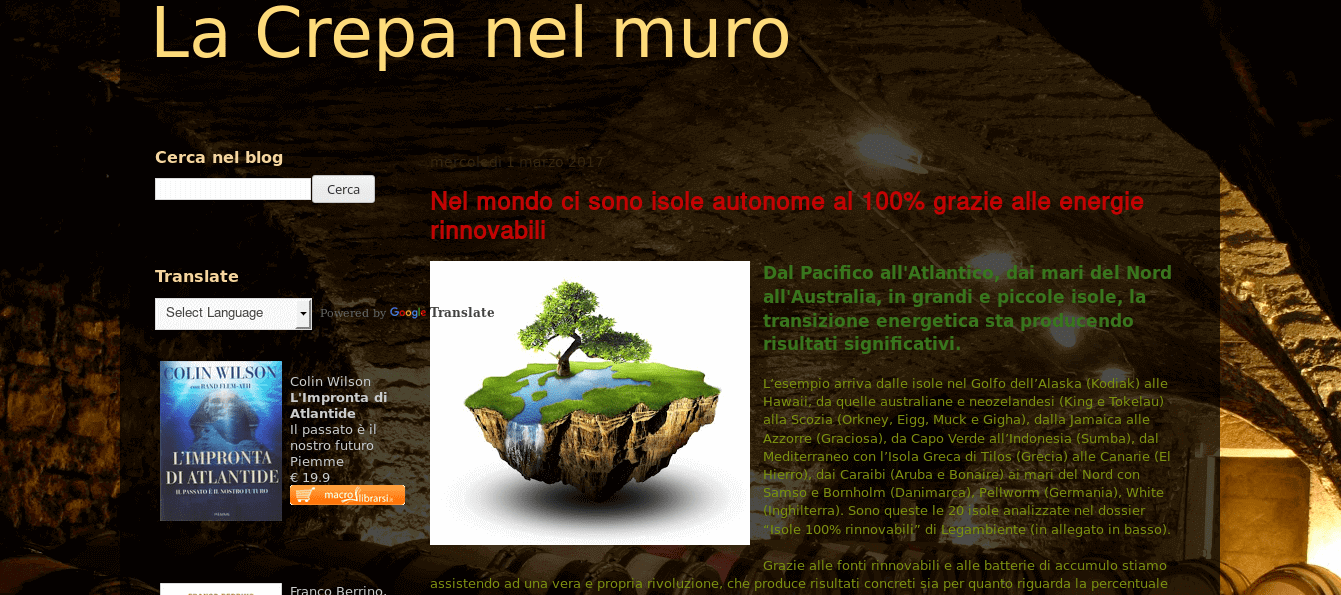 La Crepa nel muro
Cerca nel blog
Cerca
Translate
Select Language
Powered by Google Translate
COLIN WILSON
CON RAND FLEM-ATH
L'IMPRONTA
DI ATLANTIDE
IL PASSATO È IL NOSTRO FUTURO
Colin Wilson
L'Impronta di
Atlantide
Il passato è il
nostro futuro
Piemme
€ 19.9
macrolibrarsi
Franco Berrino,
mercoledì 1 marzo 2017
Nel mondo ci sono isole autonome al 100% grazie alle energie
rinnovabili
Dal Pacifico all'Atlantico, dai mari del Nord
all'Australia, in grandi e piccole isole, la
transizione energetica sta producendo
risultati significativi.
L’esempio arriva dalle isole nel Golfo dell’Alaska (Kodiak) alle
Hawaii, da quelle australiane e neozelandesi (King e Tokelau)
alla Scozia (Orkney, Eigg, Muck e Gigha), dalla Jamaica alle
Azzorre (Graciosa), da Capo Verde all’Indonesia (Sumba), dal
Mediterraneo con l’Isola Greca di Tilos (Grecia) alle Canarie (El
Hierro), dai Caraibi (Aruba e Bonaire) ai mari del Nord con
Samso e Bornholm (Danimarca), Pellworm (Germania), White
(Inghilterra). Sono queste le 20 isole analizzate nel dossier
“Isole 100% rinnovabili” di Legambiente (in allegato in basso).
Grazie alle fonti rinnovabili e alle batterie di accumulo stiamo
assistendo ad una vera e propria rivoluzione, che produce risultati concreti sia per quanto riguarda la percentuale